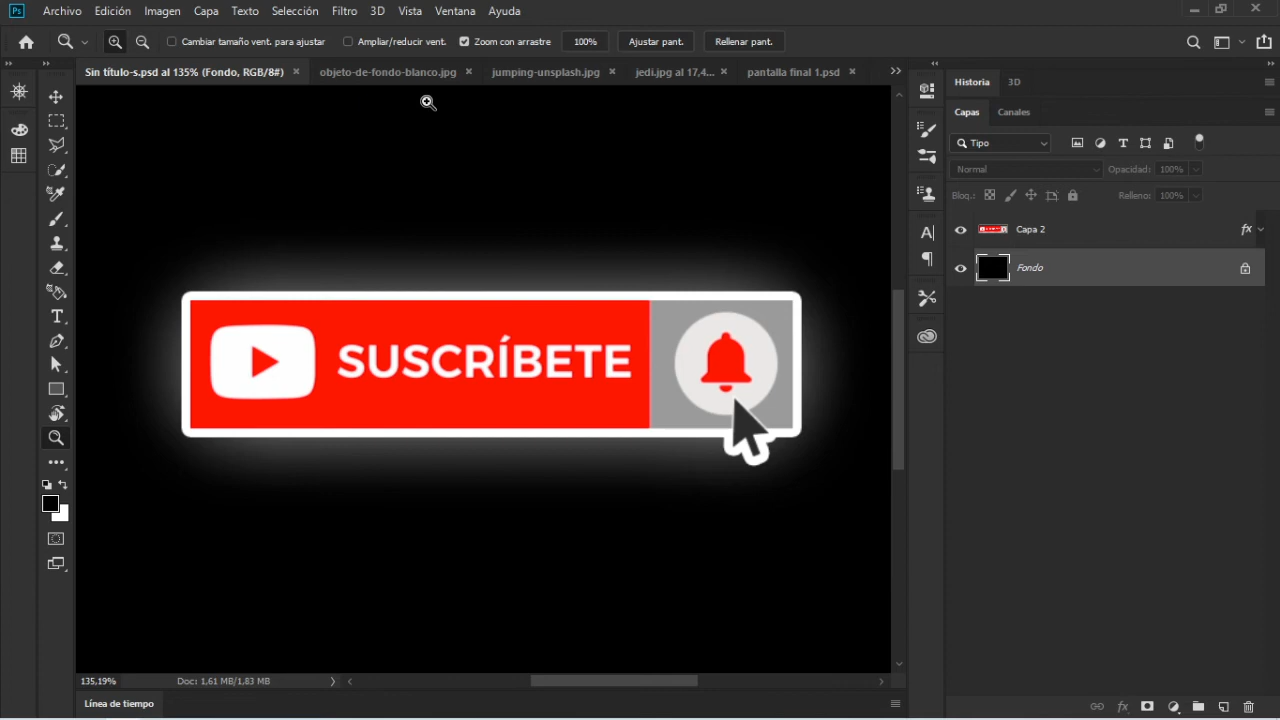 Ps Archivo Edición Imagen Capa Texto Selección Filtro 3D Vista Ventana Ayuda
Cambiar tamaño vent. para ajustar Ampliar/reducir vent. Zoom con arrastre 100% Ajustar pant. Rellenar pant.
Sin título-s.psd al 135% (Fondo, RGB/8#) × objeto-de-fondo-blanco.jpg × jumping-unsplash.jpg × jedi.jpg al 17,4... × pantalla final 1.psd ×
Historia 3D
Capas Canales
Tipo
Normal Opacidad: 100%
Bloq.: Relleno: 100%
Capa 2 fx
Fondo
SUSCRÍBETE
135,19% Doc: 1,61 MB/1,83 MB
Línea de tiempo